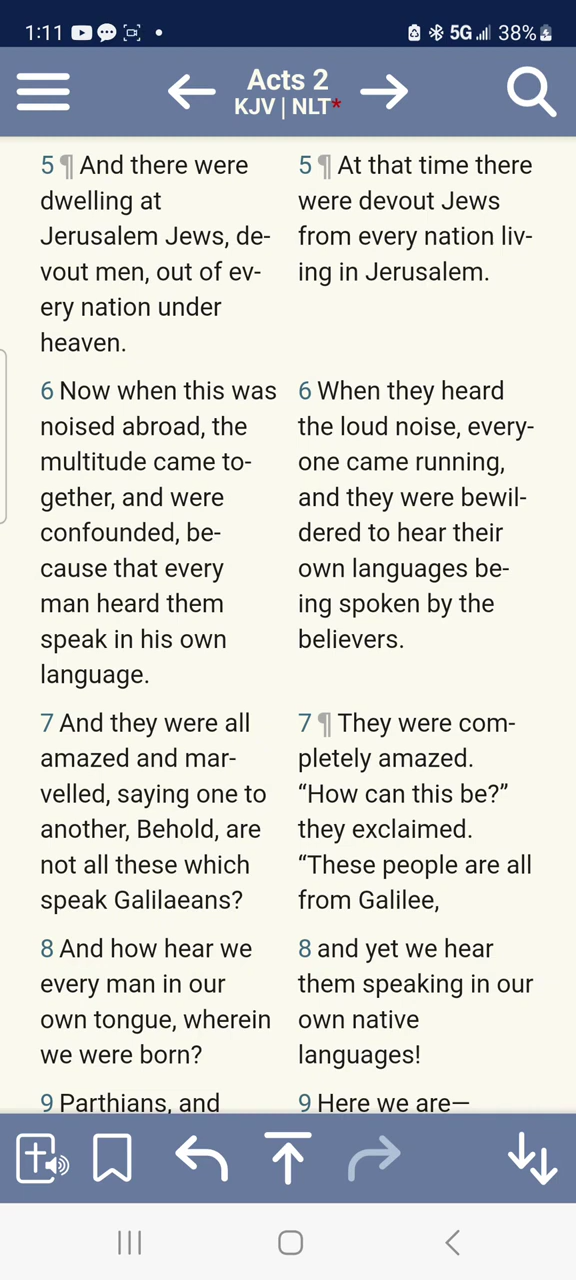 1:11 5G 38%
Acts 2
KJV | NLT*
5 ¶ And there were
dwelling at
Jerusalem Jews, de-
vout men, out of ev-
ery nation under
heaven.
6 Now when this was
noised abroad, the
multitude came to-
gether, and were
confounded, be-
cause that every
man heard them
speak in his own
language.
7 And they were all
amazed and mar-
velled, saying one to
another, Behold, are
not all these which
speak Galilaeans?
8 And how hear we
every man in our
own tongue, wherein
we were born?
9 Parthians, and
5 ¶ At that time there
were devout Jews
from every nation liv-
ing in Jerusalem.
6 When they heard
the loud noise, every-
one came running,
and they were bewil-
dered to hear their
own languages be-
ing spoken by the
believers.
7 ¶ They were com-
pletely amazed.
“How can this be?”
they exclaimed.
“These people are all
from Galilee,
8 and yet we hear
them speaking in our
own native
languages!
9 Here we are—